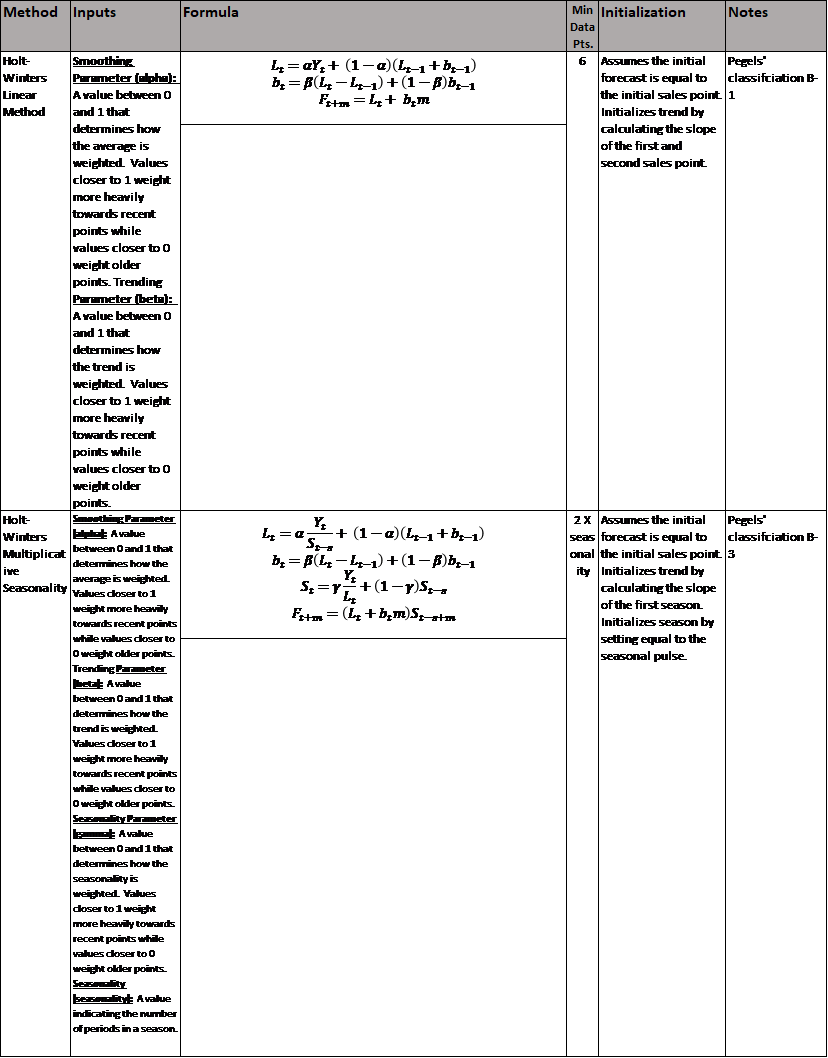 Method Inputs Formula Min Data Pts. Initialization Notes
Holt-
Winters
Linear
Method
Smoothing
Parameter (alpha):
A value between 0
and 1 that
determines how
the average is
weighted. Values
closer to 1 weight
more heavily
towards recent
points while
values closer to 0
weight older
points. Trending
Parameter (beta):
A value between 0
and 1 that
determines how
the trend is
weighted. Values
closer to 1 weight
more heavily
towards recent
points while
values closer to 0
weight older
points.
L_t = αY_t + (1 − α)(L_{t−1} + b_{t−1})
b_t = β(L_t − L_{t−1}) + (1 − β)b_{t−1}
F_{t+m} = L_t + b_t m
6
Assumes the initial
forecast is equal to
the initial sales point.
Initializes trend by
calculating the slope
of the first and
second sales point.
Pegels'
classifciation B-
1
Holt-
Winters
Multiplicat
ive
Seasonality
Smoothing Parameter
(alpha): A value
between 0 and 1 that
determines how the
average is weighted.
Values closer to 1
weight more heavily
towards recent points
while values closer to
0 weight older points.
Trending Parameter
(beta): A value
between 0 and 1 that
determines how the
trend is weighted.
Values closer to 1
weight more heavily
towards recent points
while values closer to
0 weight older points.
Seasonality Parameter
(gamma): A value
between 0 and 1 that
determines how the
seasonality is
weighted. Values
closer to 1 weight
more heavily towards
recent points while
values closer to 0
weight older points.
Seasonality
(seasonality): A value
indicating the number
of periods in a season.
L_t = α Y_t / S_{t−s} + (1 − α)(L_{t−1} + b_{t−1})
b_t = β(L_t − L_{t−1}) + (1 − β)b_{t−1}
S_t = γ Y_t / L_t + (1 − γ)S_{t−s}
F_{t+m} = (L_t + b_t m)S_{t−s+m}
2 X
seas
onal
ity
Assumes the initial
forecast is equal to
the initial sales point.
Initializes trend by
calculating the slope
of the first season.
Initializes season by
setting equal to the
seasonal pulse.
Pegels'
classifciation B-
3